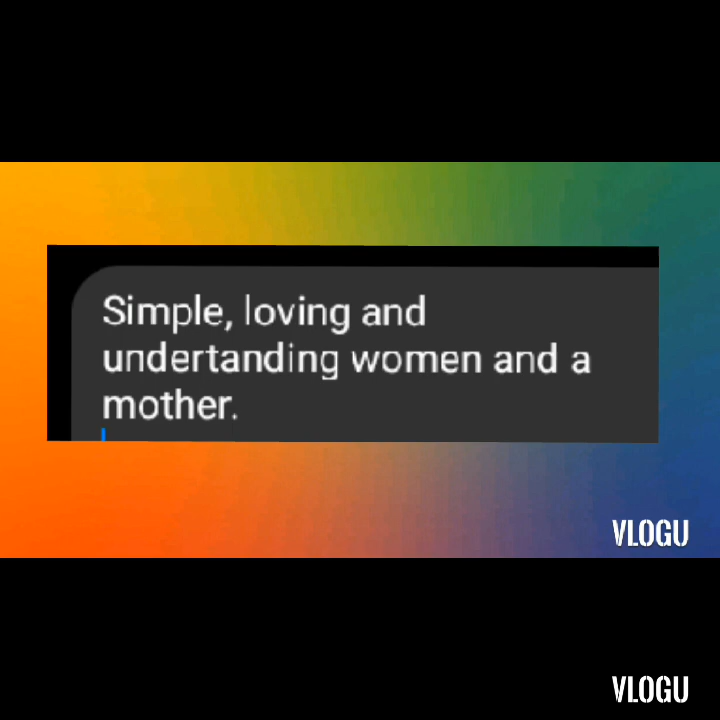 Simple, loving and
undertanding women and a
mother.
VLOGU
VLOGU